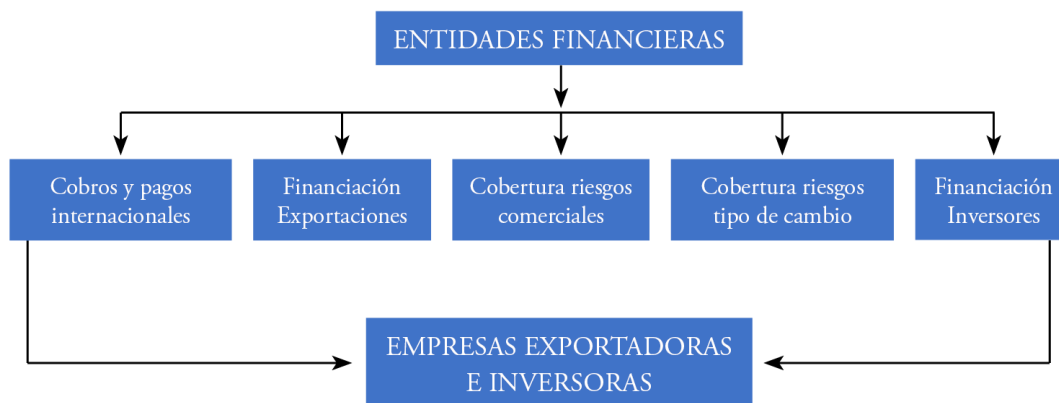 ENTIDADES FINANCIERAS
Cobros y pagos
internacionales
Financiación
Exportaciones
Cobertura riesgos
comerciales
Cobertura riesgos
tipo de cambio
Financiación
Inversores
EMPRESAS EXPORTADORAS
E INVERSORAS